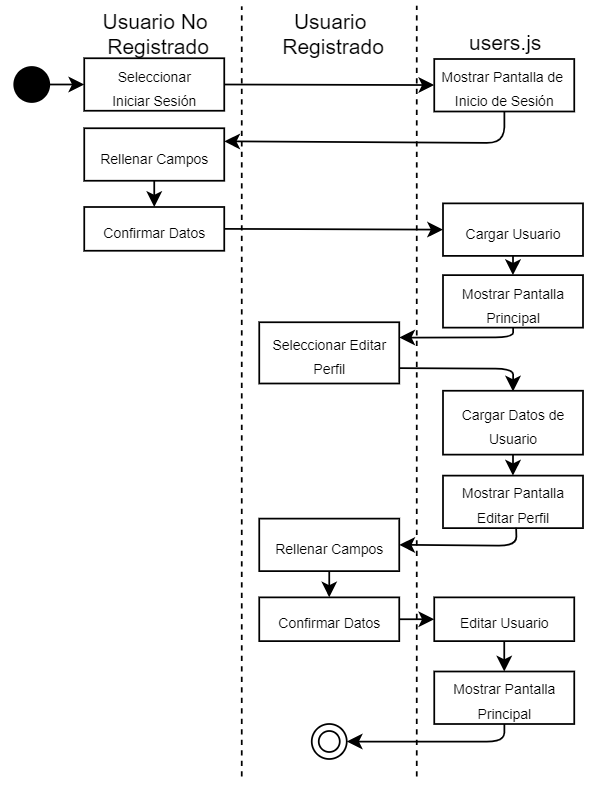 Usuario No
Registrado
Usuario
Registrado
users.js
Seleccionar
Iniciar Sesión
Mostrar Pantalla de
Inicio de Sesión
Rellenar Campos
Confirmar Datos
Cargar Usuario
Mostrar Pantalla
Principal
Seleccionar Editar
Perfil
Cargar Datos de
Usuario
Mostrar Pantalla
Editar Perfil
Rellenar Campos
Confirmar Datos
Editar Usuario
Mostrar Pantalla
Principal